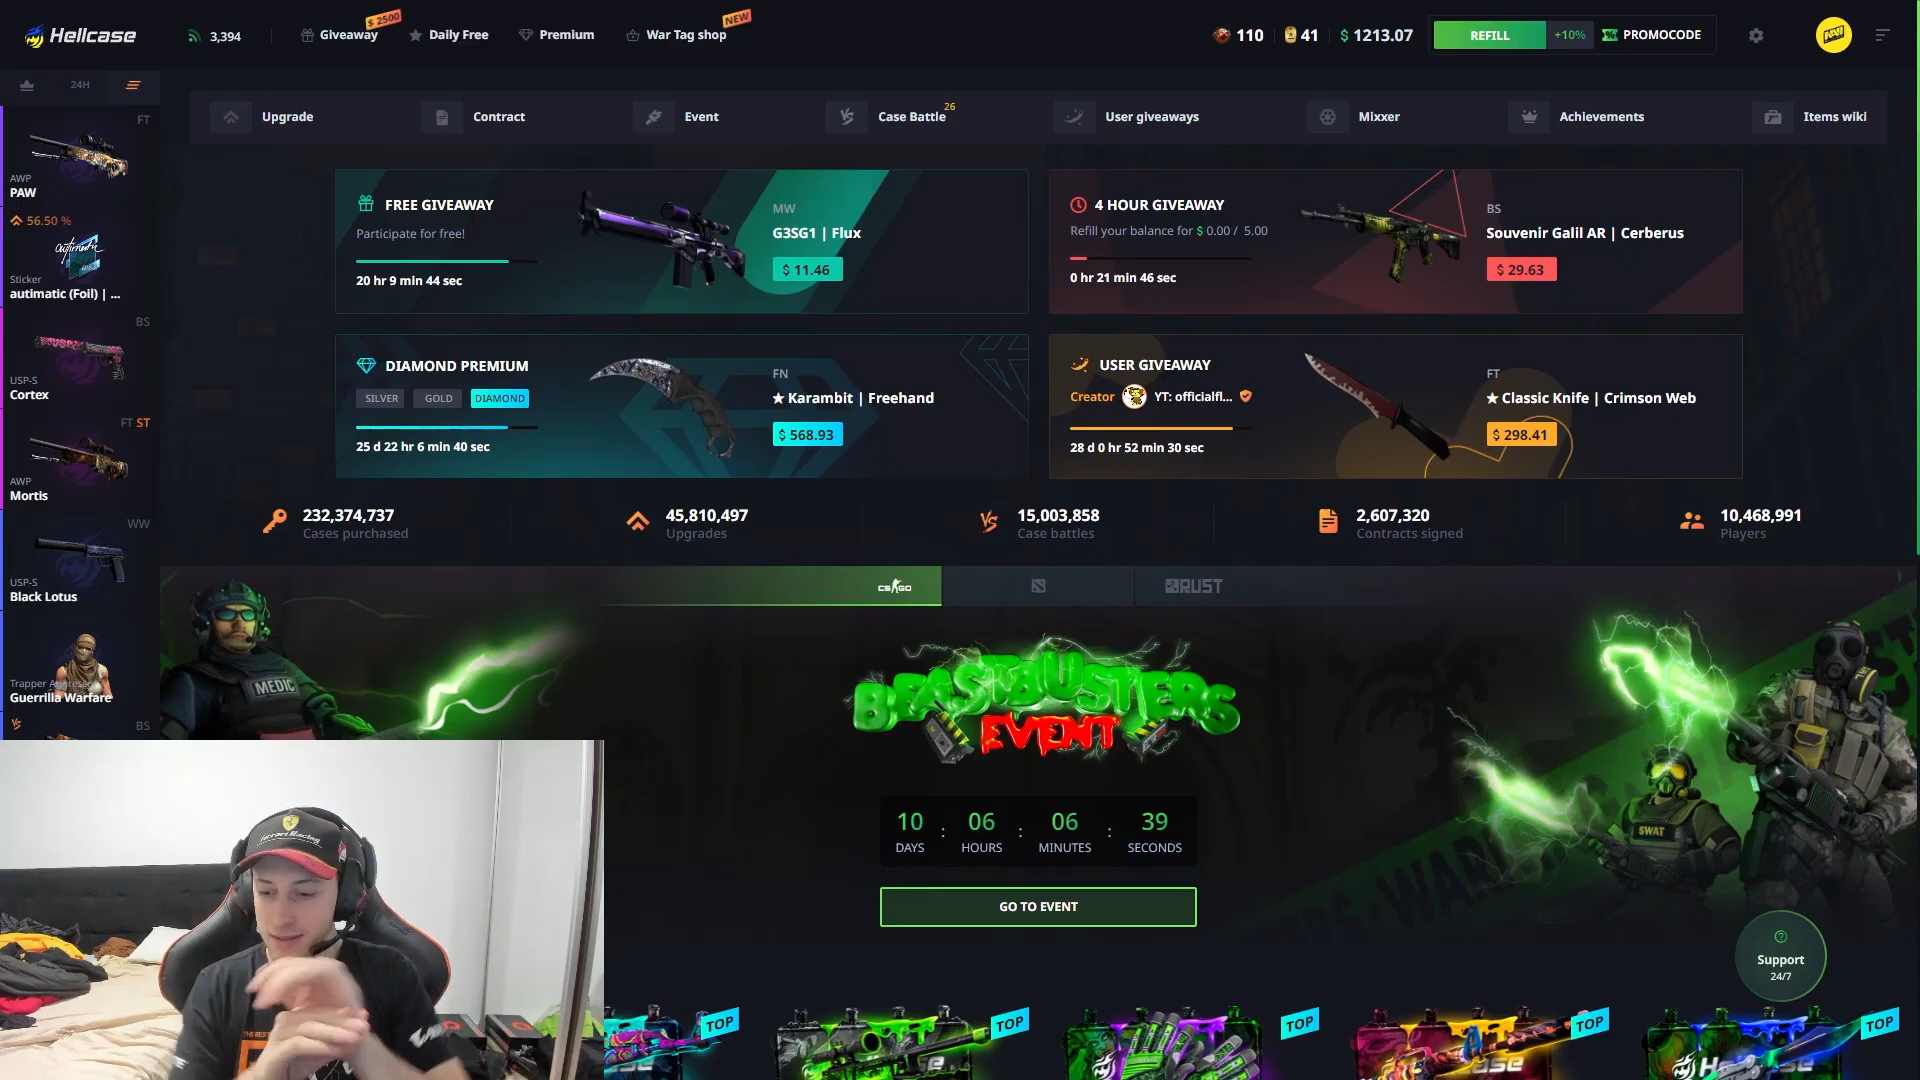 Hellcase
3,394
Giveaway
$ 2500
Daily Free
Premium
War Tag shop
NEW
110
41
$ 1213.07
REFILL
+10%
PROMOCODE
24H
Upgrade
Contract
Event
Case Battle
26
User giveaways
Mixxer
Achievements
Items wiki
FT
AWP
PAW
56.50 %
Sticker
autimatic (Foil) | ...
BS
USP-S
Cortex
FT ST
AWP
Mortis
WW
USP-S
Black Lotus
Guerrilla Warfare
BS
FREE GIVEAWAY
Participate for free!
20 hr 9 min 44 sec
MW
G3SG1 | Flux
$ 11.46
4 HOUR GIVEAWAY
Refill your balance for $ 0.00 / 5.00
0 hr 21 min 46 sec
BS
Souvenir Galil AR | Cerberus
$ 29.63
DIAMOND PREMIUM
SILVER
GOLD
DIAMOND
25 d 22 hr 6 min 40 sec
FN
★ Karambit | Freehand
$ 568.93
USER GIVEAWAY
Creator
YT: officialfl...
28 d 0 hr 52 min 30 sec
FT
★ Classic Knife | Crimson Web
$ 298.41
232,374,737
Cases purchased
45,810,497
Upgrades
15,003,858
Case battles
2,607,320
Contracts signed
10,468,991
Players
CS GO
RUST
MEDIC
BEASTBUSTERS
EVENT
SWAT
10 : 06 : 06 : 39
DAYS HOURS MINUTES SECONDS
GO TO EVENT
Support
24/7
TOP
TOP
TOP
TOP
TOP
Ferrari Racing
THE BEST